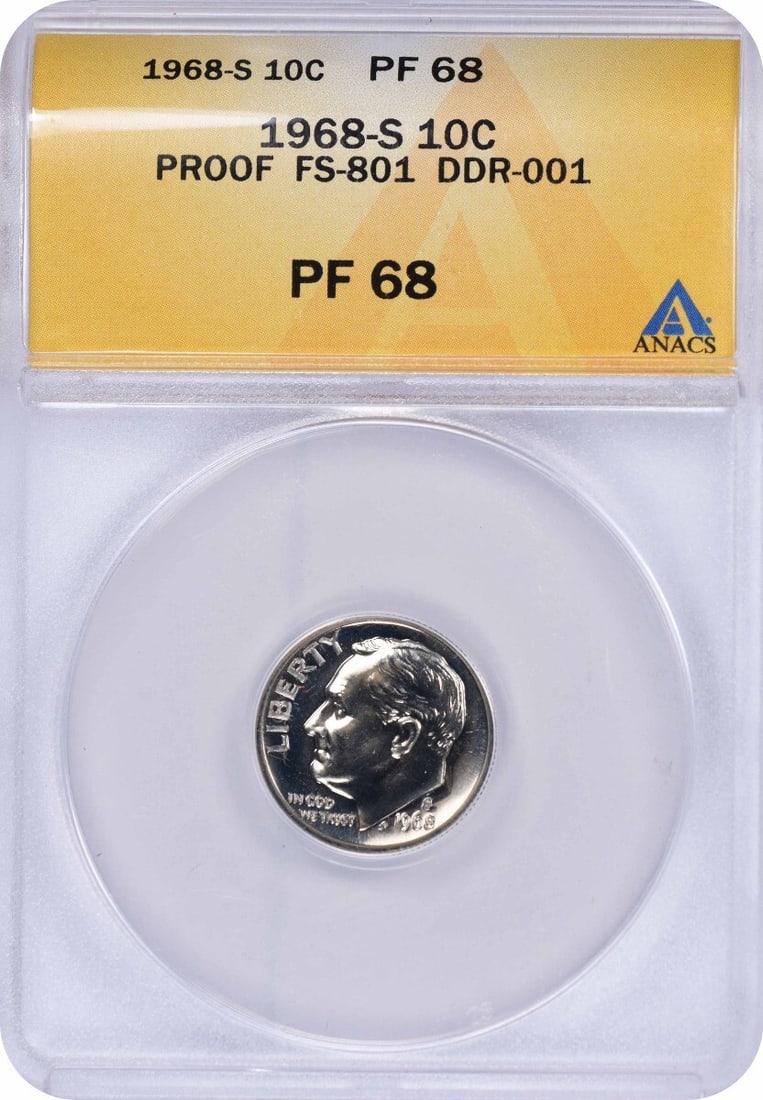 1968-S 10C PF 68
1968-S 10C
PROOF FS-801 DDR-001
PF 68
ANACS
LIBERTY
IN GOD
WE TRUST
S
1968